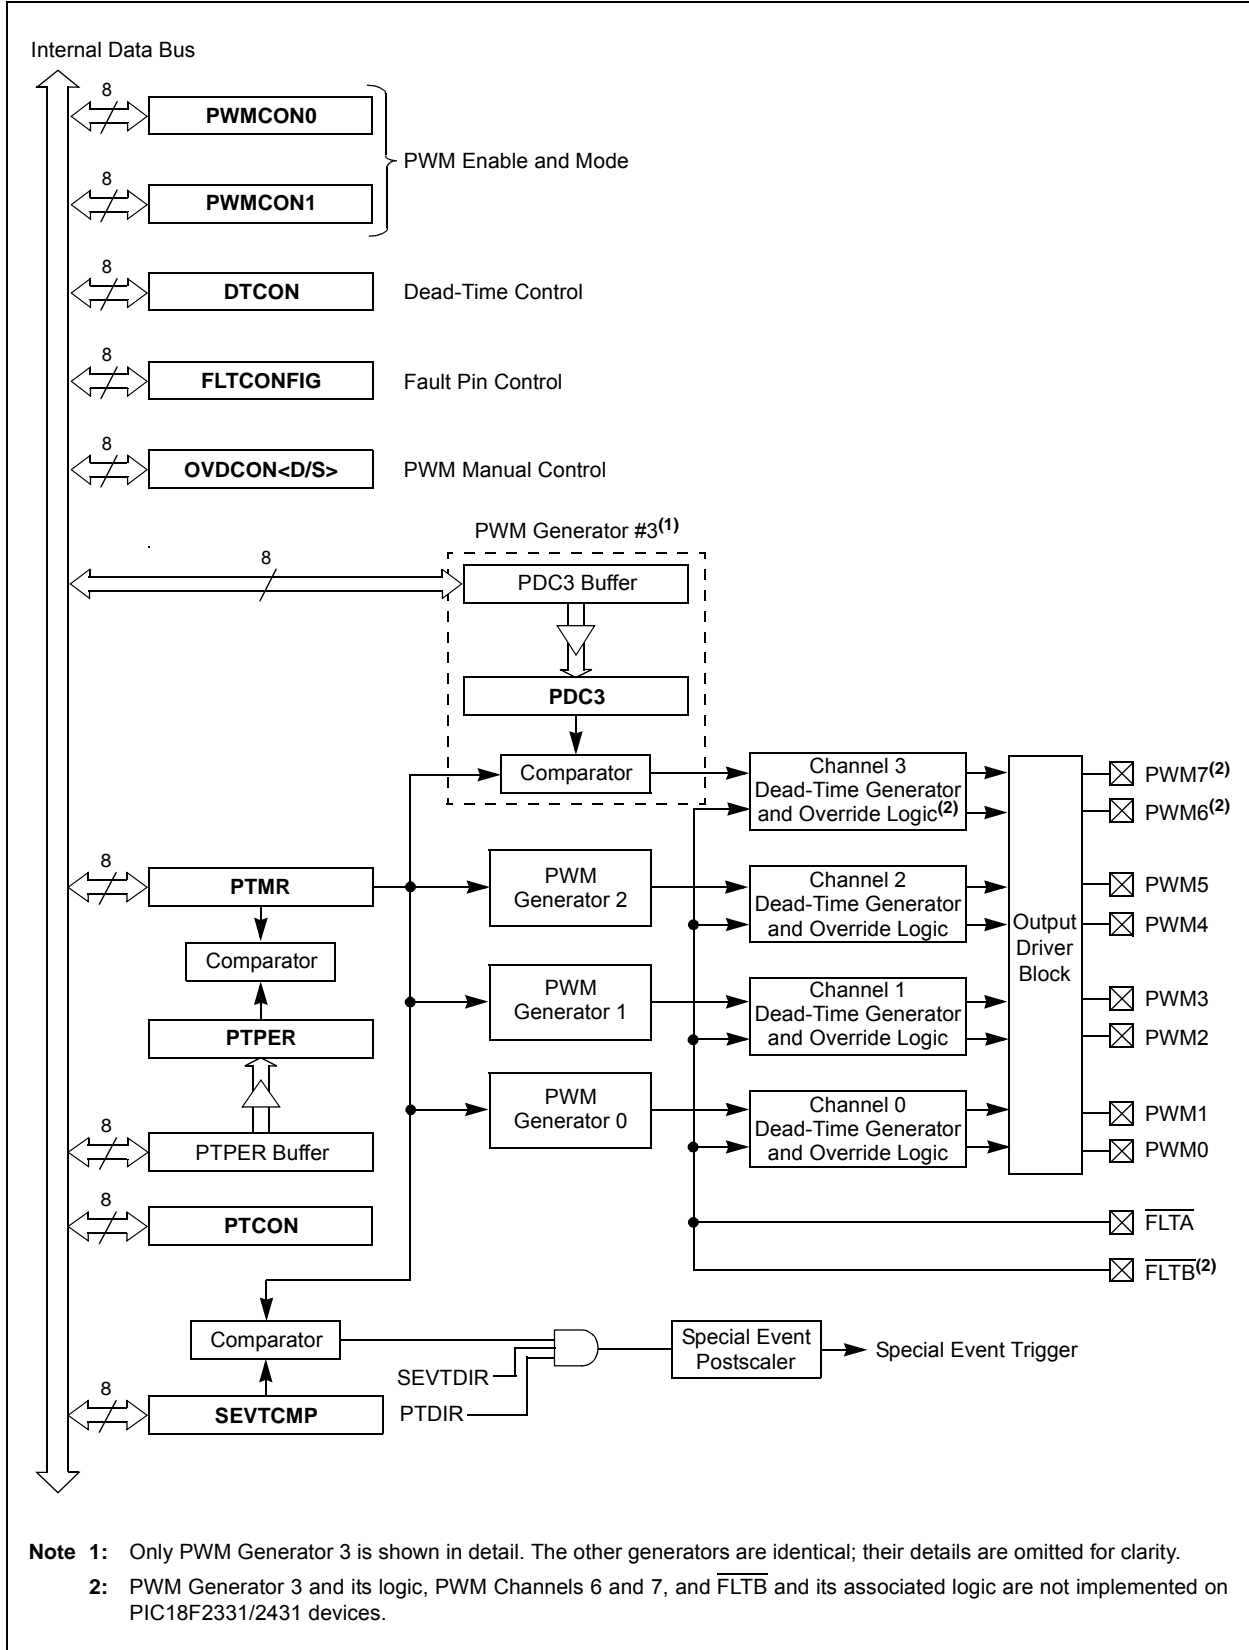 Internal Data Bus
8
PWMCON0
PWM Enable and Mode
8
PWMCON1
8
DTCON
Dead-Time Control
8
FLTCONFIG
Fault Pin Control
8
OVDCON<D/S>
PWM Manual Control
PWM Generator #3(1)
8
PDC3 Buffer
PDC3
Comparator
Channel 3
Dead-Time Generator
and Override Logic(2)
PWM7(2)
PWM6(2)
8
PTMR
PWM
Generator 2
Channel 2
Dead-Time Generator
and Override Logic
PWM5
PWM4
Output
Driver
Block
Comparator
PWM
Generator 1
Channel 1
Dead-Time Generator
and Override Logic
PWM3
PWM2
PTPER
PWM
Generator 0
Channel 0
Dead-Time Generator
and Override Logic
PWM1
PWM0
8
PTPER Buffer
8
PTCON
FLTA
FLTB(2)
Comparator
SEVTDIR
PTDIR
Special Event
Postscaler
Special Event Trigger
8
SEVTCMP
Note 1: Only PWM Generator 3 is shown in detail. The other generators are identical; their details are omitted for clarity.
2: PWM Generator 3 and its logic, PWM Channels 6 and 7, and FLTB and its associated logic are not implemented on
PIC18F2331/2431 devices.